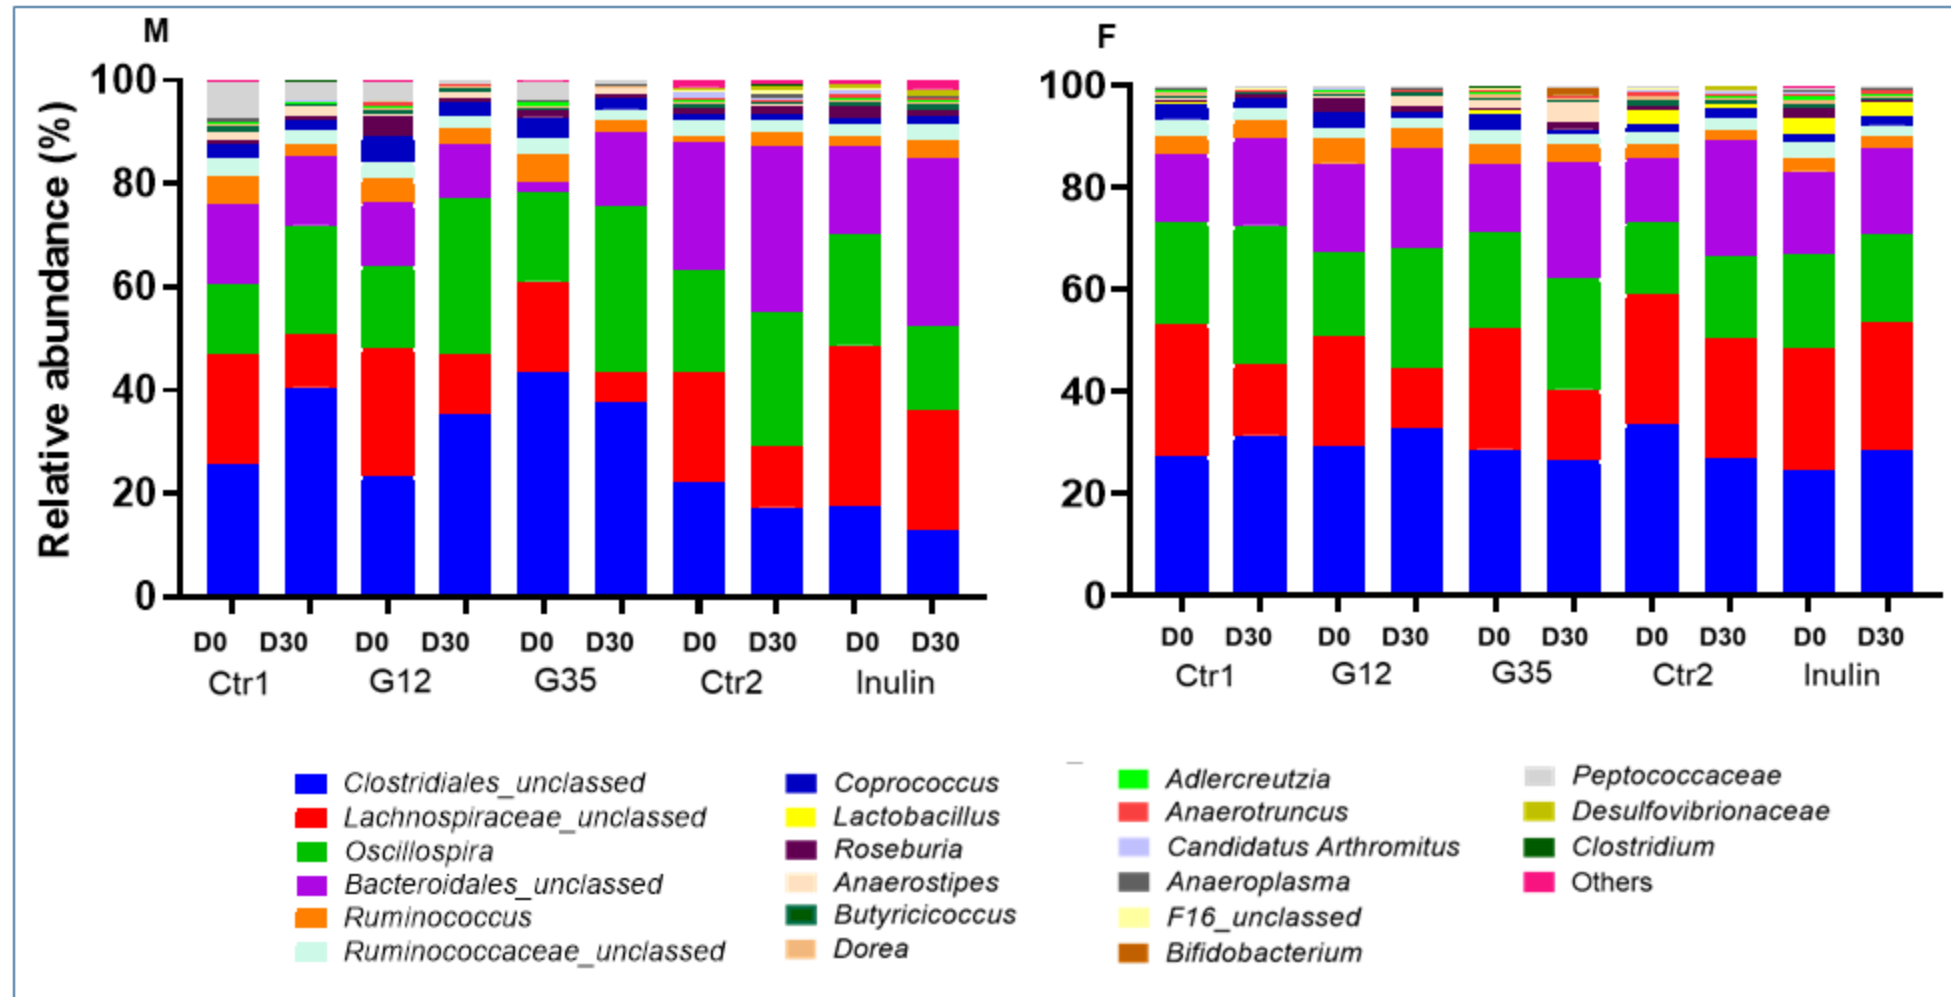 M
Relative abundance (%)
100
80
60
40
20
0
D0 D30 D0 D30 D0 D30 D0 D30 D0 D30
Ctr1 G12 G35 Ctr2 Inulin
F
100
80
60
40
20
0
D0 D30 D0 D30 D0 D30 D0 D30 D0 D30
Ctr1 G12 G35 Ctr2 Inulin
Clostridiales_unclassed
Lachnospiraceae_unclassed
Oscillospira
Bacteroidales_unclassed
Ruminococcus
Ruminococcaceae_unclassed
Coprococcus
Lactobacillus
Roseburia
Anaerostipes
Butyricicoccus
Dorea
Adlercreutzia
Anaerotruncus
Candidatus Arthromitus
Anaeroplasma
F16_unclassed
Bifidobacterium
Peptococcaceae
Desulfovibrionaceae
Clostridium
Others